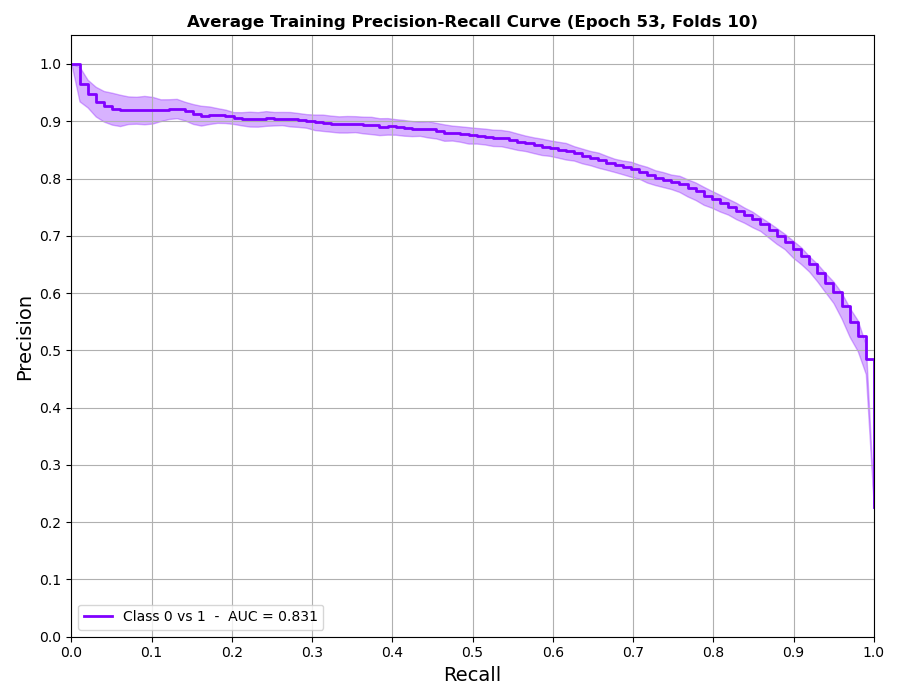 Average Training Precision-Recall Curve (Epoch 53, Folds 10)
Precision
1.0
0.9
0.8
0.7
0.6
0.5
0.4
0.3
0.2
0.1
0.0
Class 0 vs 1  -  AUC = 0.831
0.0 0.1 0.2 0.3 0.4 0.5 0.6 0.7 0.8 0.9 1.0
Recall